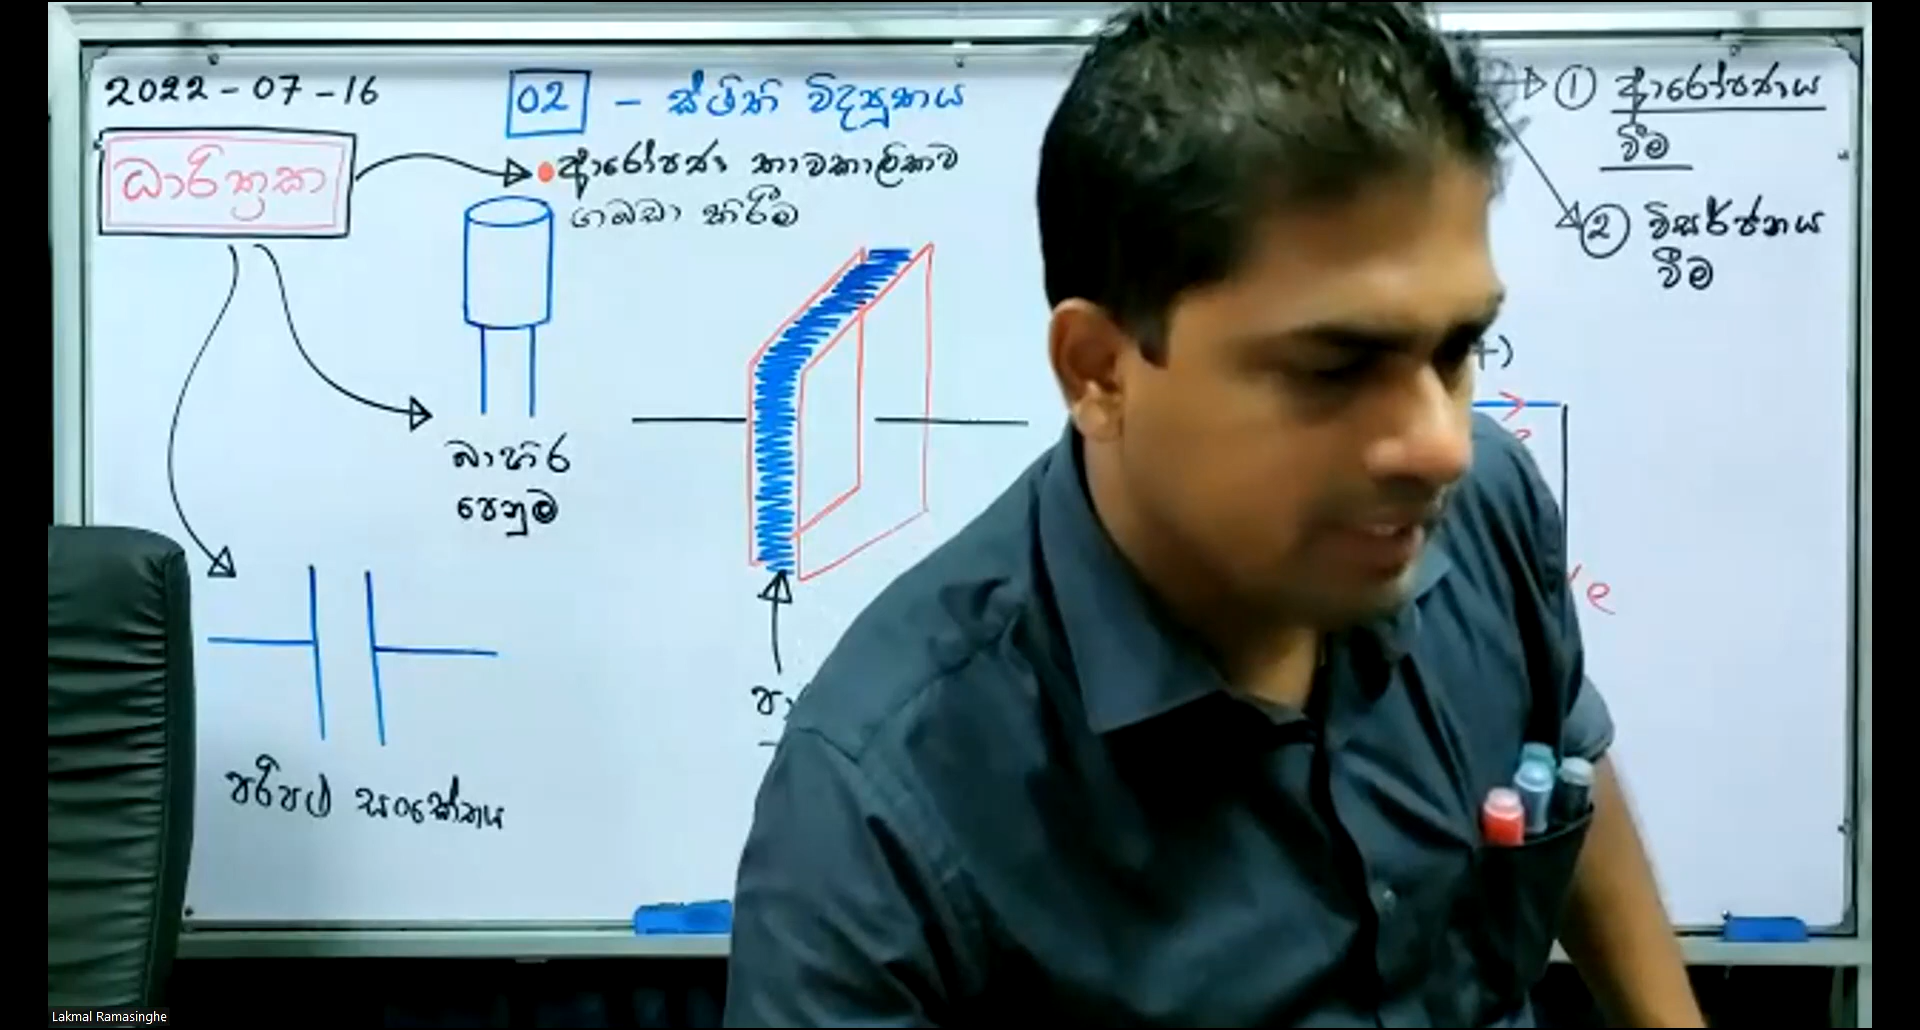 2022-07-16
02 - ස්ථිති විද්‍යුතය
ධාරිත්‍රක
ආරෝපණ තාවකාලිකව
ගබඩා කිරීම
① ආරෝපණය
වීම
② විසර්ජනය
වීම
+)
බාහිර
පෙනුම
e
පරිපථ සංකේතය
Lakmal Ramasinghe